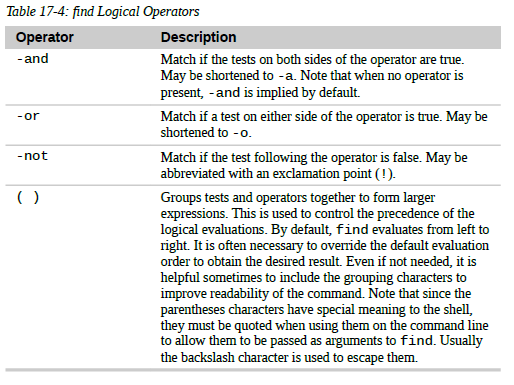 Table 17-4: find Logical Operators
Operator Description
-and Match if the tests on both sides of the operator are true.
May be shortened to -a. Note that when no operator is
present, -and is implied by default.
-or Match if a test on either side of the operator is true. May be
shortened to -o.
-not Match if the test following the operator is false. May be
abbreviated with an exclamation point (!).
( ) Groups tests and operators together to form larger
expressions. This is used to control the precedence of the
logical evaluations. By default, find evaluates from left to
right. It is often necessary to override the default evaluation
order to obtain the desired result. Even if not needed, it is
helpful sometimes to include the grouping characters to
improve readability of the command. Note that since the
parentheses characters have special meaning to the shell,
they must be quoted when using them on the command line
to allow them to be passed as arguments to find. Usually
the backslash character is used to escape them.